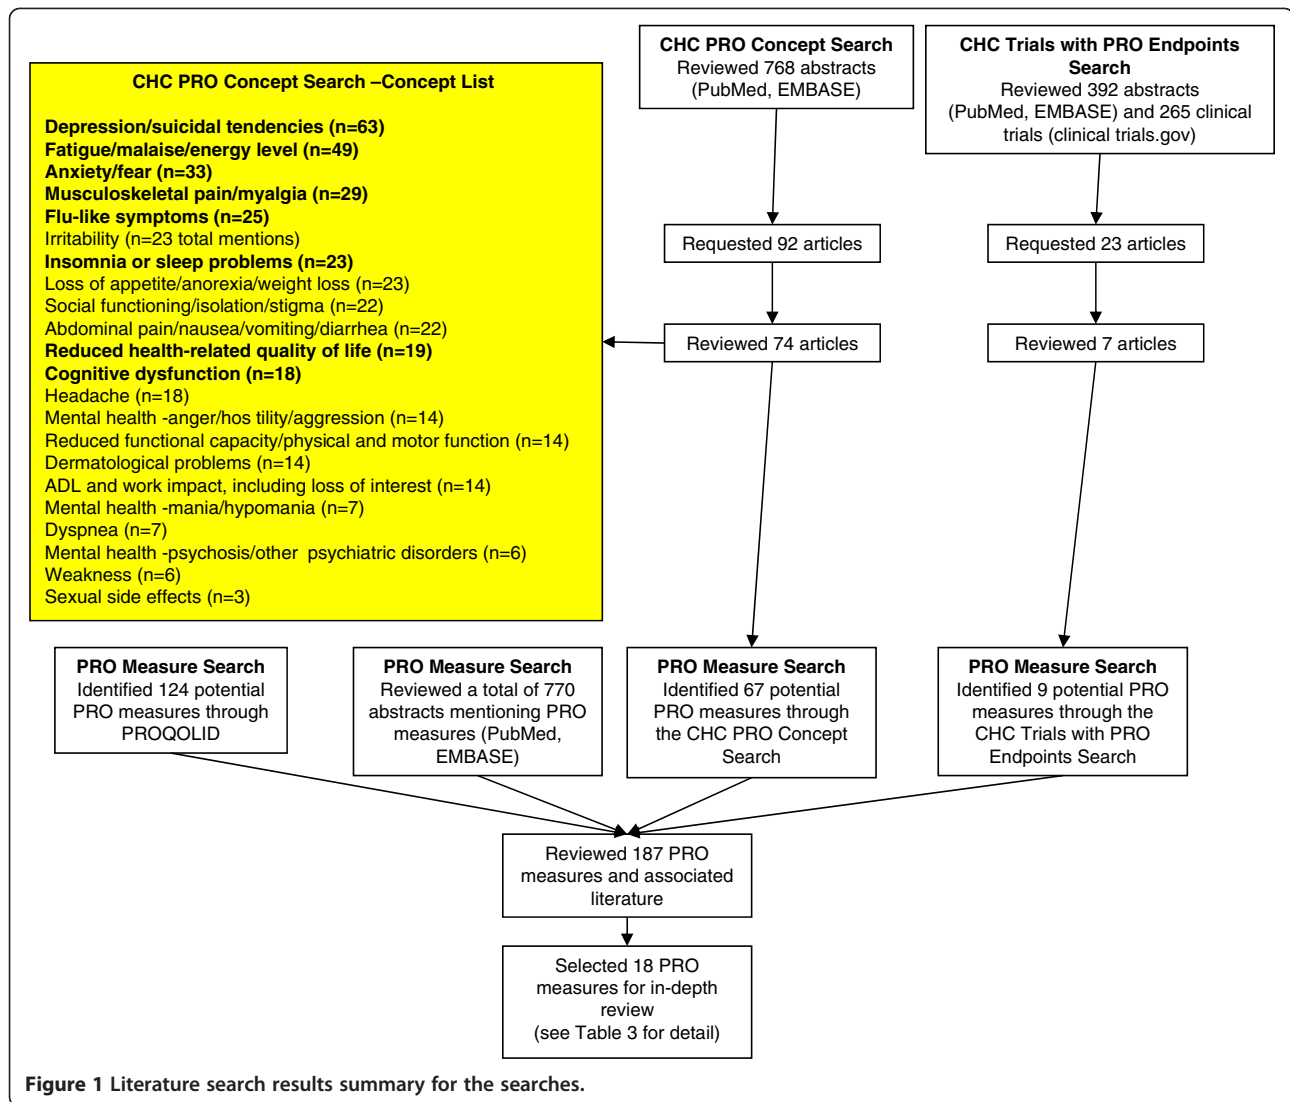 CHC PRO Concept Search
Reviewed 768 abstracts
(PubMed, EMBASE)
CHC Trials with PRO Endpoints
Search
Reviewed 392 abstracts
(PubMed, EMBASE) and 265 clinical
trials (clinical trials.gov)
CHC PRO Concept Search –Concept List
Depression/suicidal tendencies (n=63)
Fatigue/malaise/energy level (n=49)
Anxiety/fear (n=33)
Musculoskeletal pain/myalgia (n=29)
Flu-like symptoms (n=25)
Irritability (n=23 total mentions)
Insomnia or sleep problems (n=23)
Loss of appetite/anorexia/weight loss (n=23)
Social functioning/isolation/stigma (n=22)
Abdominal pain/nausea/vomiting/diarrhea (n=22)
Reduced health-related quality of life (n=19)
Cognitive dysfunction (n=18)
Headache (n=18)
Mental health -anger/hos tility/aggression (n=14)
Reduced functional capacity/physical and motor function (n=14)
Dermatological problems (n=14)
ADL and work impact, including loss of interest (n=14)
Mental health -mania/hypomania (n=7)
Dyspnea (n=7)
Mental health -psychosis/other psychiatric disorders (n=6)
Weakness (n=6)
Sexual side effects (n=3)
Requested 92 articles
Requested 23 articles
Reviewed 74 articles
Reviewed 7 articles
PRO Measure Search
Identified 124 potential
PRO measures through
PROQOLID
PRO Measure Search
Reviewed a total of 770
abstracts mentioning PRO
measures (PubMed,
EMBASE)
PRO Measure Search
Identified 67 potential
PRO measures through
the CHC PRO Concept
Search
PRO Measure Search
Identified 9 potential PRO
measures through the
CHC Trials with PRO
Endpoints Search
Reviewed 187 PRO
measures and associated
literature
Selected 18 PRO
measures for in-depth
review
(see Table 3 for detail)
Figure 1 Literature search results summary for the searches.